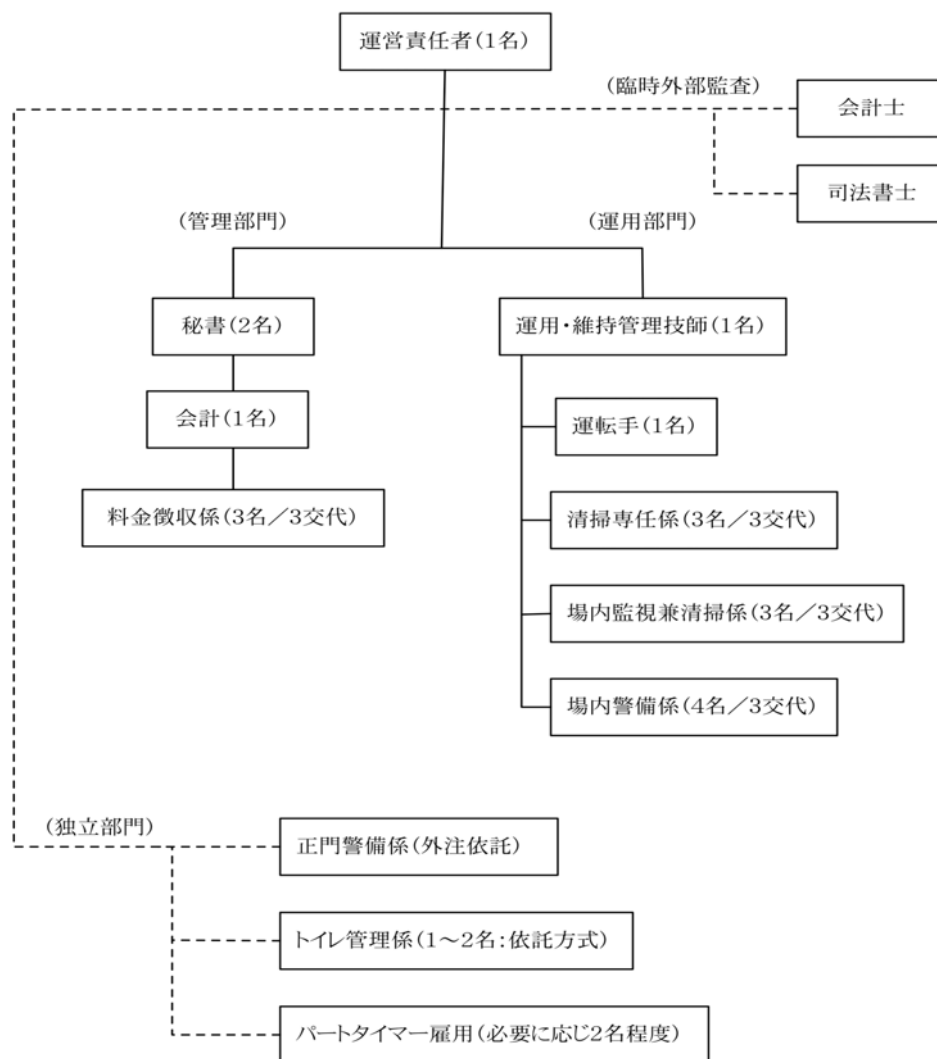 運営責任者(1名)
(臨時外部監査)
会計士
司法書士
(管理部門)
(運用部門)
秘書(2名)
運用・維持管理技師(1名)
会計(1名)
運転手(1名)
料金徴収係(3名／3交代)
清掃専任係(3名／3交代)
場内監視兼清掃係(3名／3交代)
場内警備係(4名／3交代)
(独立部門)
正門警備係(外注依託)
トイレ管理係(1～2名：依託方式)
パートタイマー雇用(必要に応じ2名程度)